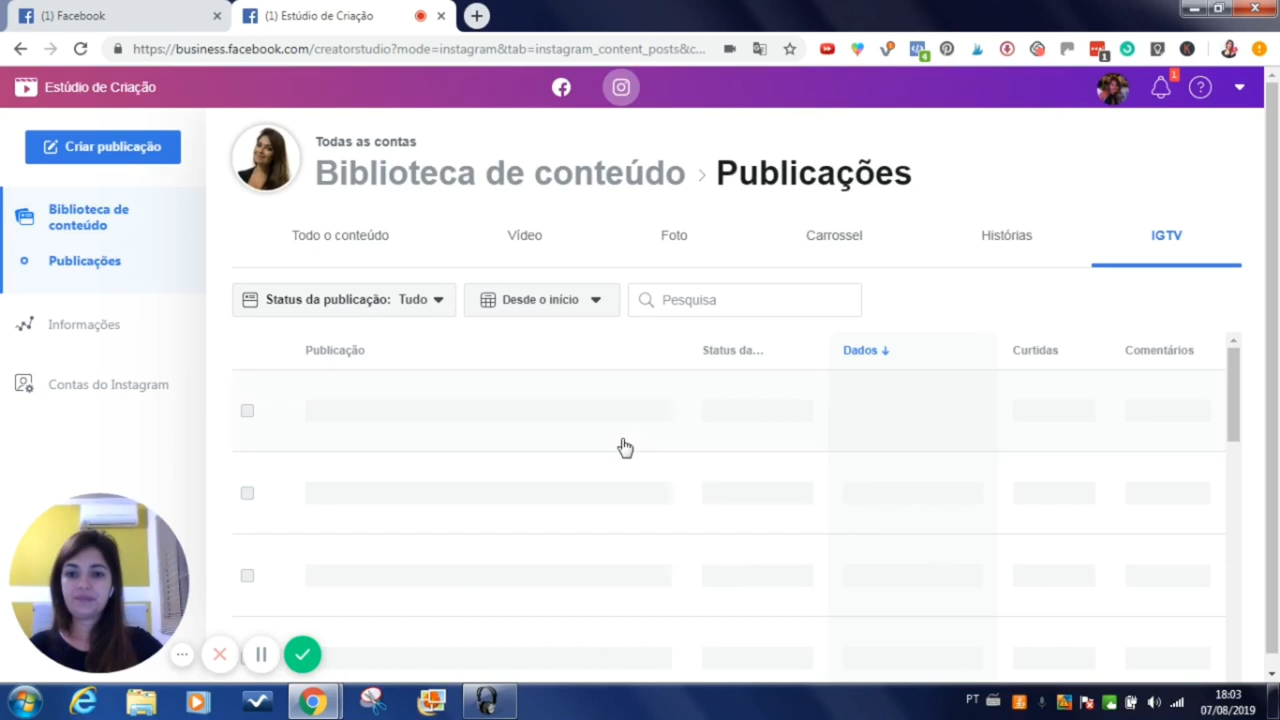 (1) Facebook
(1) Estúdio de Criação
https://business.facebook.com/creatorstudio?mode=instagram&tab=instagram_content_posts&c...
4
1
Estúdio de Criação
1
Criar publicação
Todas as contas
Biblioteca de conteúdo > Publicações
Biblioteca de
conteúdo
Publicações
Informações
Contas do Instagram
Todo o conteúdo
Vídeo
Foto
Carrossel
Histórias
IGTV
Status da publicação: Tudo
Desde o início
Pesquisa
Publicação
Status da...
Dados ↓
Curtidas
Comentários
PT
18:03
07/08/2019